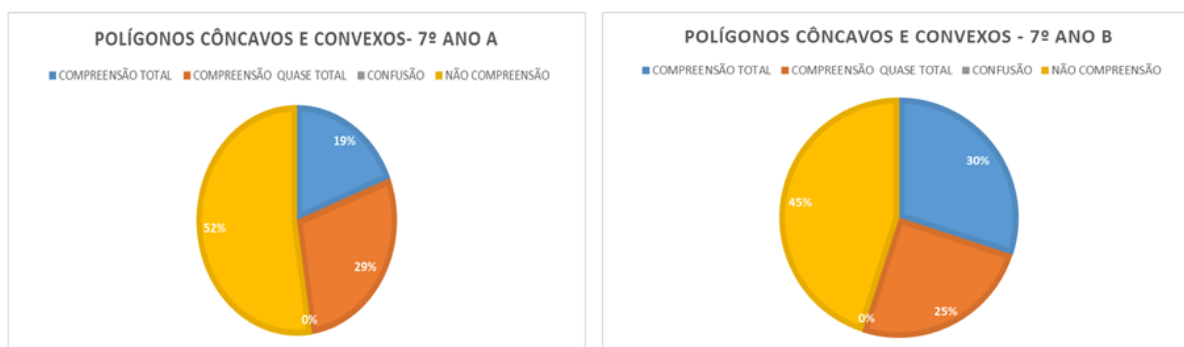 POLÍGONOS CÔNCAVOS E CONVEXOS- 7º ANO A
COMPREENSÃO TOTAL COMPREENSÃO QUASE TOTAL CONFUSÃO NÃO COMPREENSÃO
19%
52%
29%
0%
POLÍGONOS CÔNCAVOS E CONVEXOS - 7º ANO B
COMPREENSÃO TOTAL COMPREENSÃO QUASE TOTAL CONFUSÃO NÃO COMPREENSÃO
30%
45%
25%
0%